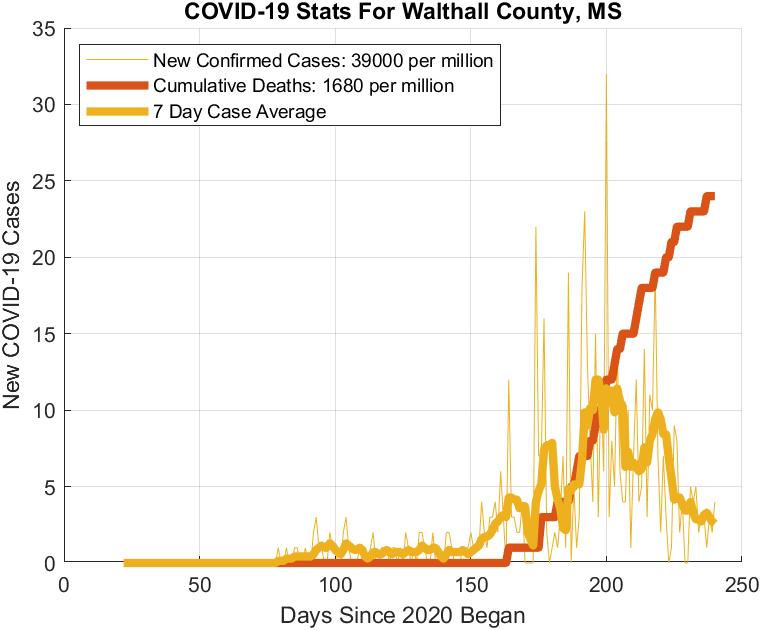 COVID-19 Stats For Walthall County, MS
New Confirmed Cases: 39000 per million
Cumulative Deaths: 1680 per million
7 Day Case Average
New COVID-19 Cases
35
30
25
20
15
10
5
0
0 50 100 150 200 250
Days Since 2020 Began